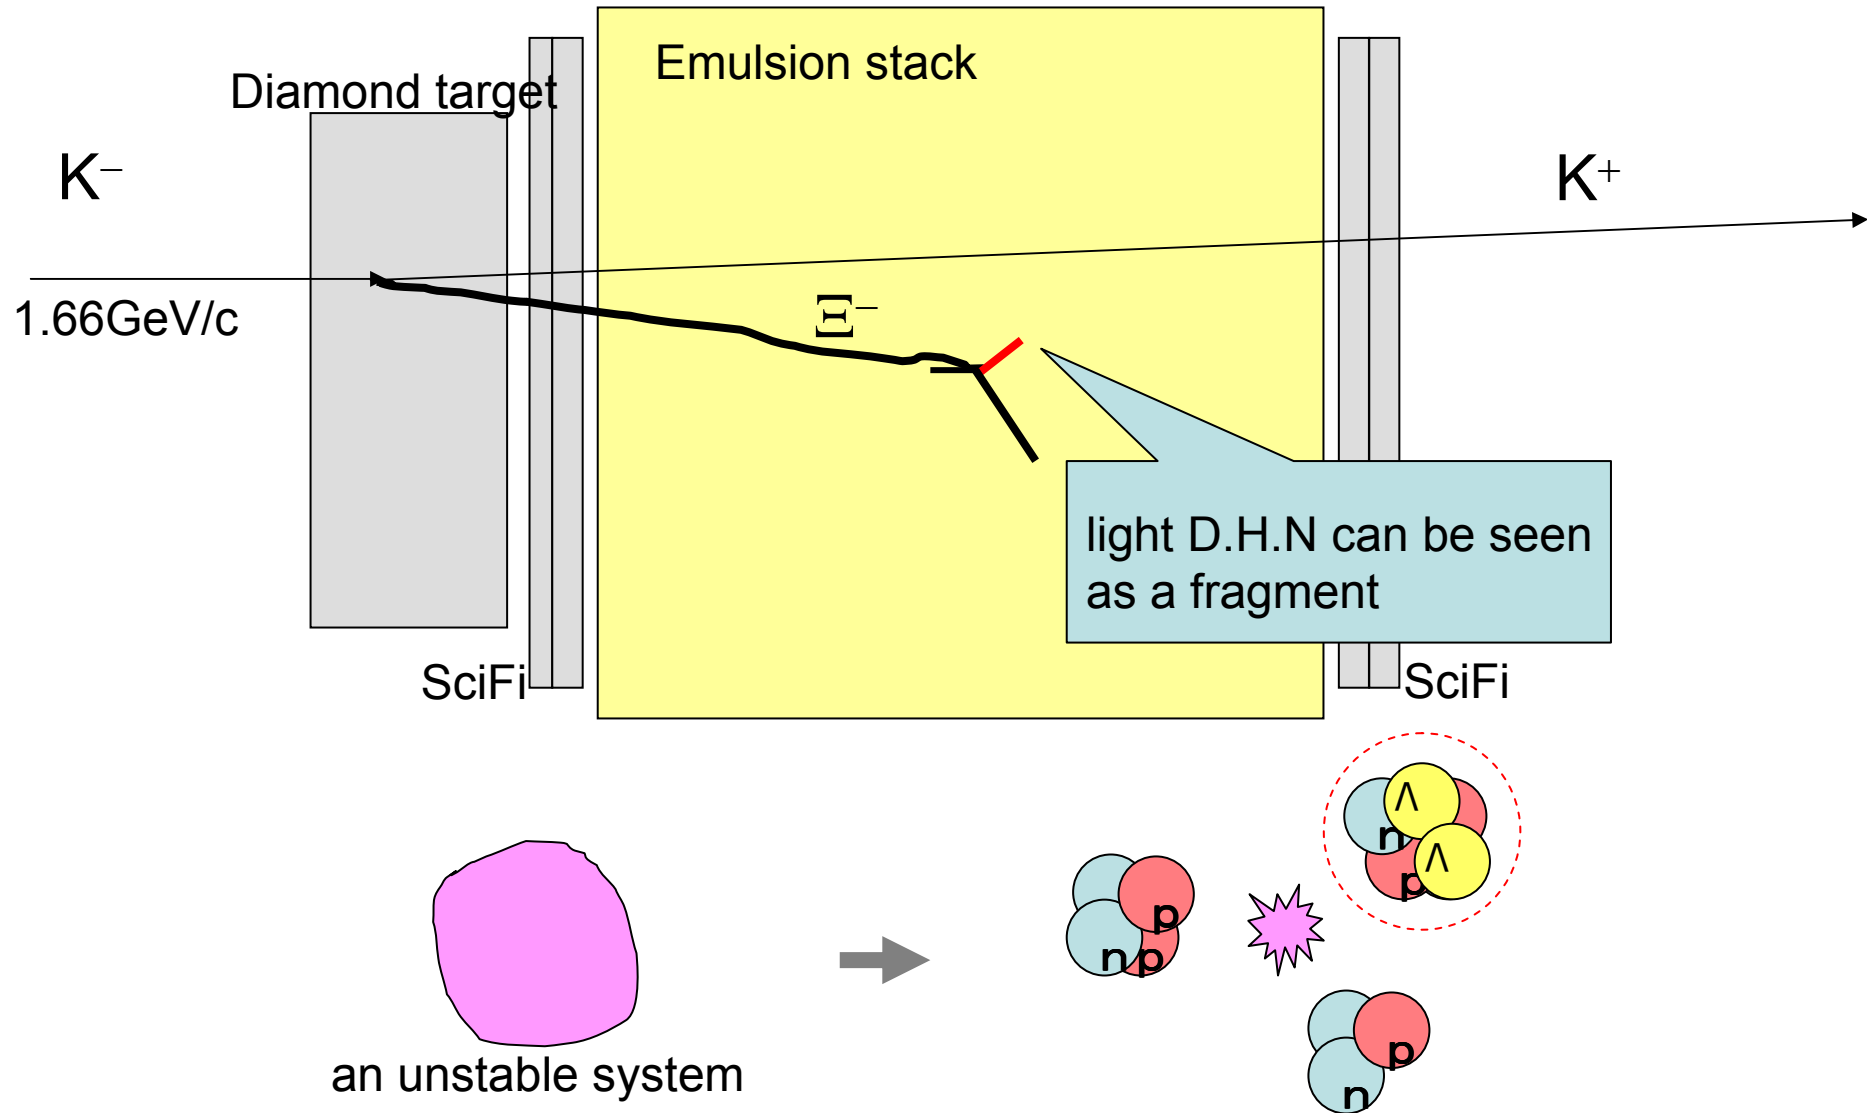 Emulsion stack
Diamond target
K⁻
K⁺
1.66GeV/c
Ξ⁻
light D.H.N can be seen
as a fragment
SciFi
SciFi
Λ
n
Λ
p
p
n p
p
n
an unstable system